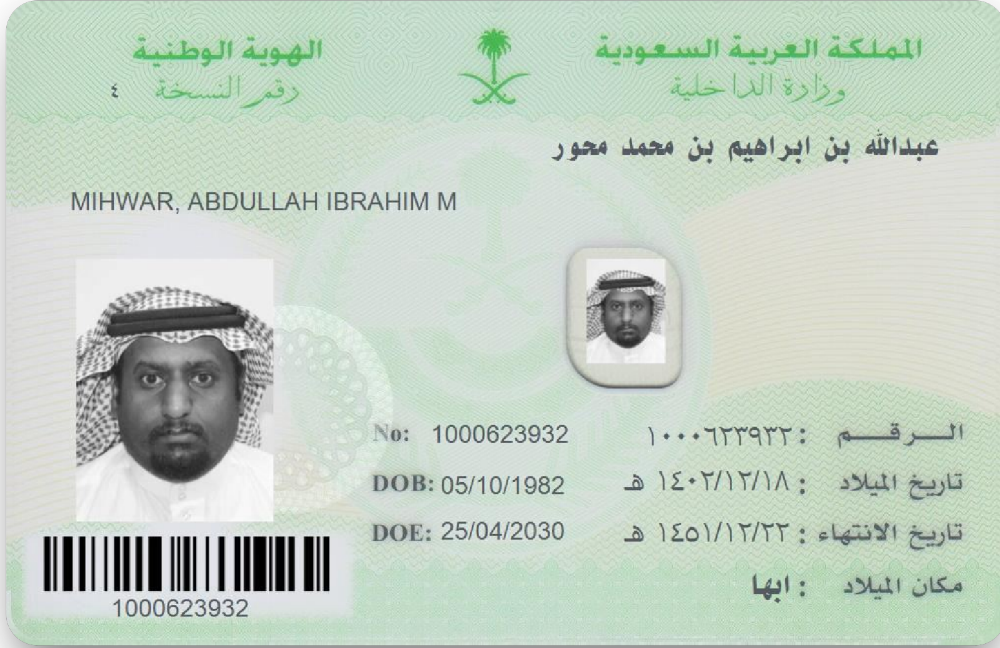 المملكة العربية السعودية
وزارة الداخلية
الهوية الوطنية
رقم النسخة ٤
عبدالله بن ابراهيم بن محمد محور
MIHWAR, ABDULLAH IBRAHIM M
الرقم : ١٠٠٠٦٢٣٩٣٢ No: 1000623932
تاريخ الميلاد : ١٤٠٢/١٢/١٨ هـ DOB: 05/10/1982
تاريخ الانتهاء : ١٤٥١/١٢/٢٢ هـ DOE: 25/04/2030
مكان الميلاد : ابها
1000623932